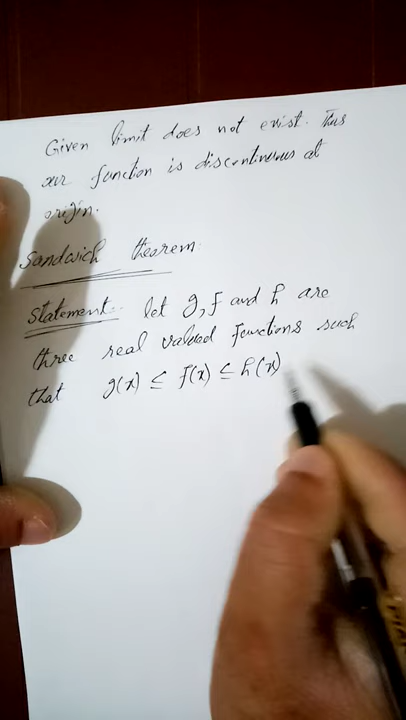 Given limit does not exist. Thus
our function is discontinuous at
origin.
Sandwich theorem
Statement:- let g, f and h are
three real valued functions such
that g(x) ≤ f(x) ≤ h(x)